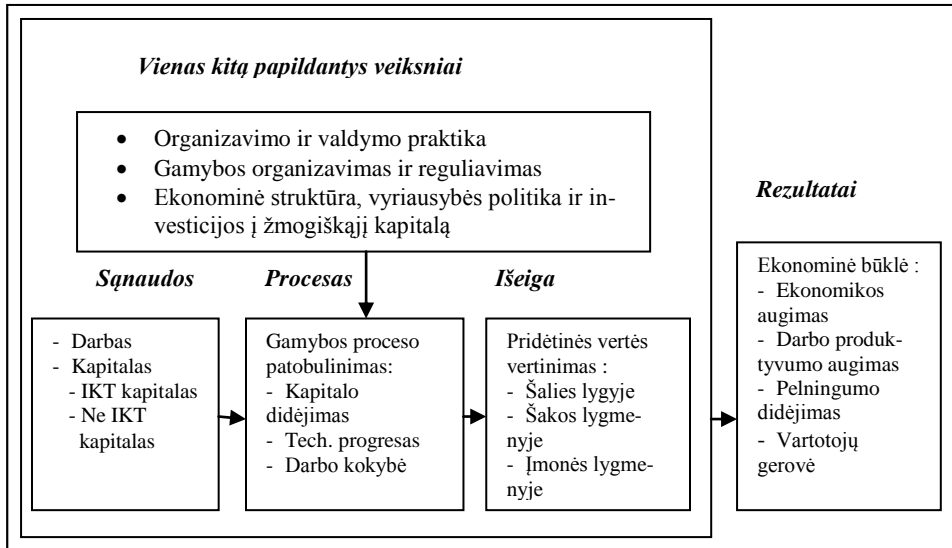 Vienas kitą papildantys veiksniai
• Organizavimo ir valdymo praktika
• Gamybos organizavimas ir reguliavimas
• Ekonominė struktūra, vyriausybės politika ir in-
vesticijos į žmogiškąjį kapitalą
Sąnaudos
Procesas
Išeiga
Rezultatai
- Darbas
- Kapitalas
- IKT kapitalas
- Ne IKT
kapitalas
Gamybos proceso
patobulinimas:
- Kapitalo
didėjimas
- Tech. progresas
- Darbo kokybė
Pridėtinės vertės
vertinimas :
- Šalies lygyje
- Šakos lygme-
nyje
- Įmonės lygme-
nyje
Ekonominė būklė :
- Ekonomikos
augimas
- Darbo produk-
tyvumo augimas
- Pelningumo
didėjimas
- Vartotojų
gerovė